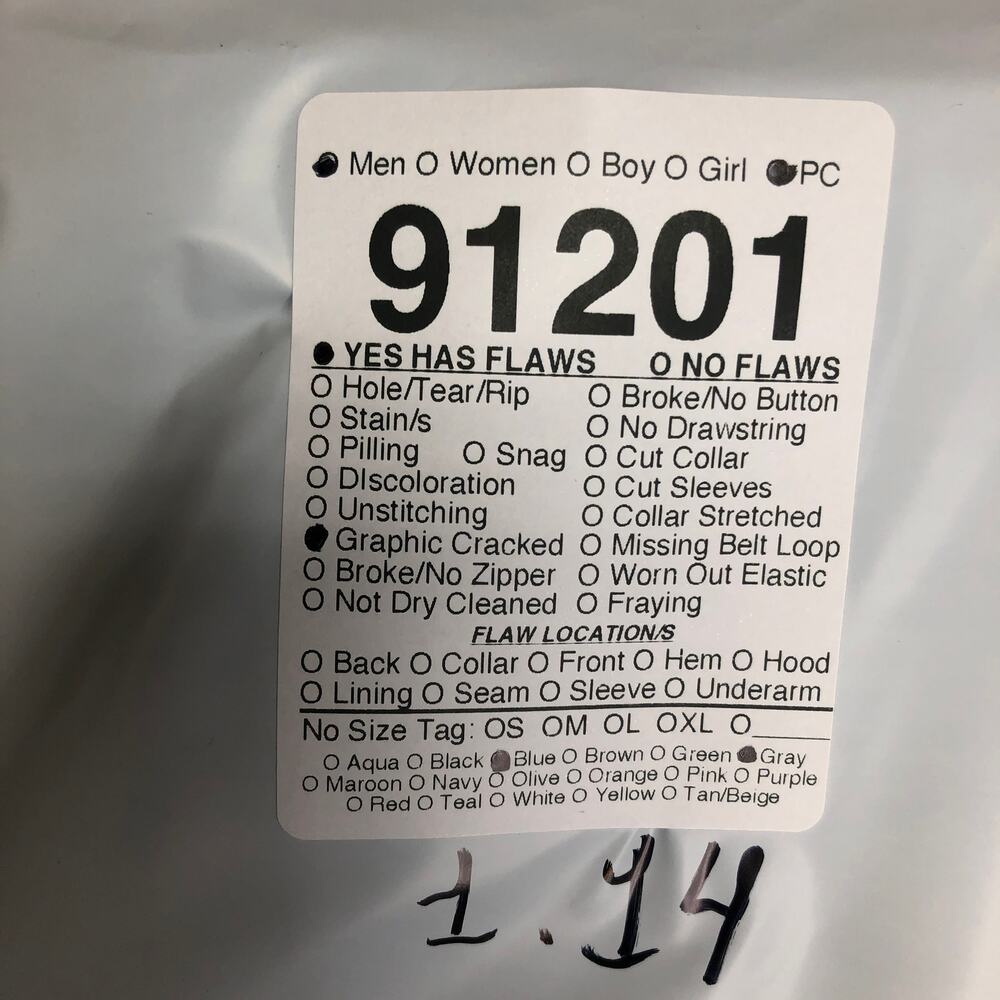 ● Men O Women O Boy O Girl ● PC
91201
● YES HAS FLAWS O NO FLAWS
O Hole/Tear/Rip O Broke/No Button
O Stain/s O No Drawstring
O Pilling O Snag O Cut Collar
O DIscoloration O Cut Sleeves
O Unstitching O Collar Stretched
● Graphic Cracked O Missing Belt Loop
O Broke/No Zipper O Worn Out Elastic
O Not Dry Cleaned O Fraying
FLAW LOCATION/S
O Back O Collar O Front O Hem O Hood
O Lining O Seam O Sleeve O Underarm
No Size Tag: OS OM OL OXL O______
O Aqua O Black ● Blue O Brown O Green ● Gray
O Maroon O Navy O Olive O Orange O Pink O Purple
O Red O Teal O White O Yellow O Tan/Beige
1.14